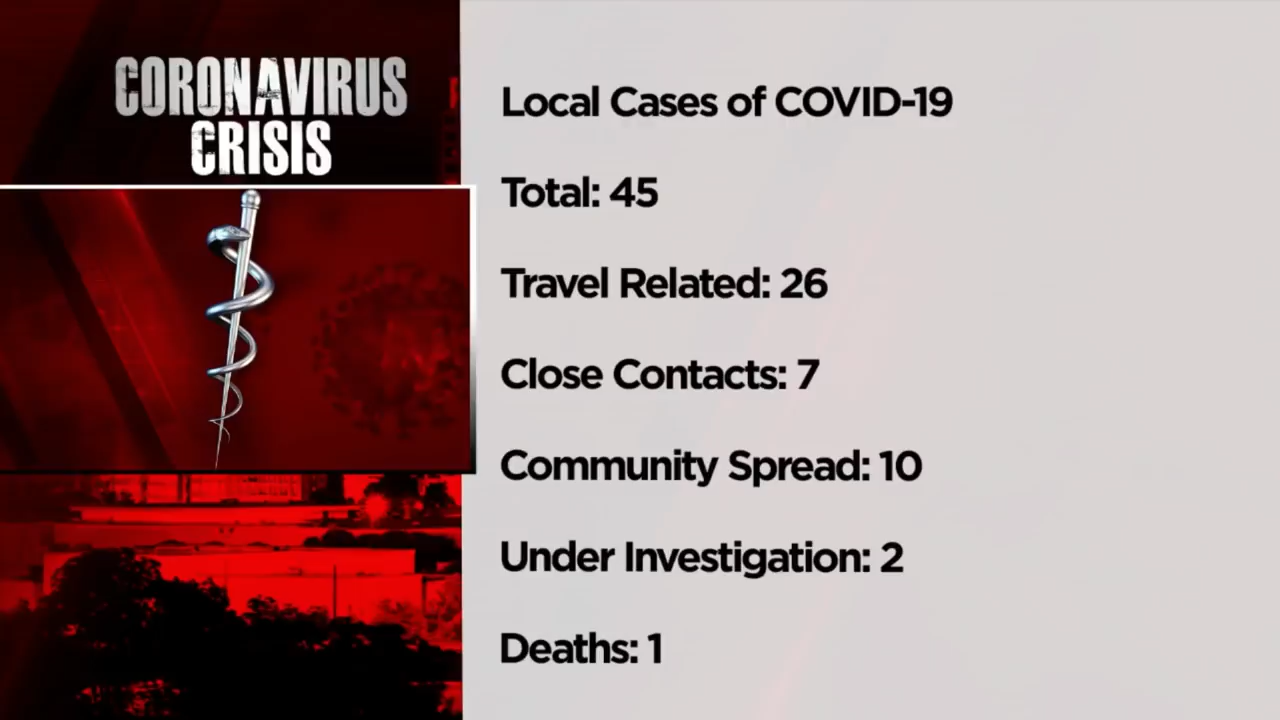 CORONAVIRUS
CRISIS
Local Cases of COVID-19
Total: 45
Travel Related: 26
Close Contacts: 7
Community Spread: 10
Under Investigation: 2
Deaths: 1